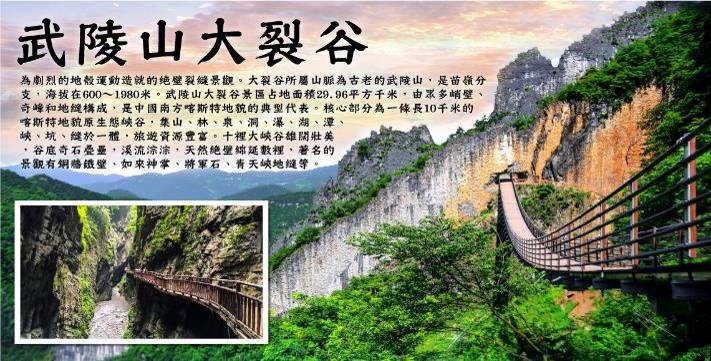 武陵山大裂谷
為劇烈的地殼運動造就的絕壁裂縫景觀。大裂谷所屬山脈為古老的武陵山，是苗嶺分
支，海拔在600～1980米。武陵山大裂谷景區占地面積29.96平方千米，由眾多峭壁、
奇峰和地縫構成，是中國南方喀斯特地貌的典型代表。核心部分為一條長10千米的
喀斯特地貌原生態峽谷，集山、林、泉、洞、瀑、湖、潭、
峽、坑、縫於一體，旅遊資源豐富。十裡大峽谷雄闊壯美
，谷底奇石疊壘，溪流淙淙，天然絕壁綿延數裡，著名的
景觀有銅牆鐵壁、如來神掌、將軍石、青天峽地縫等。